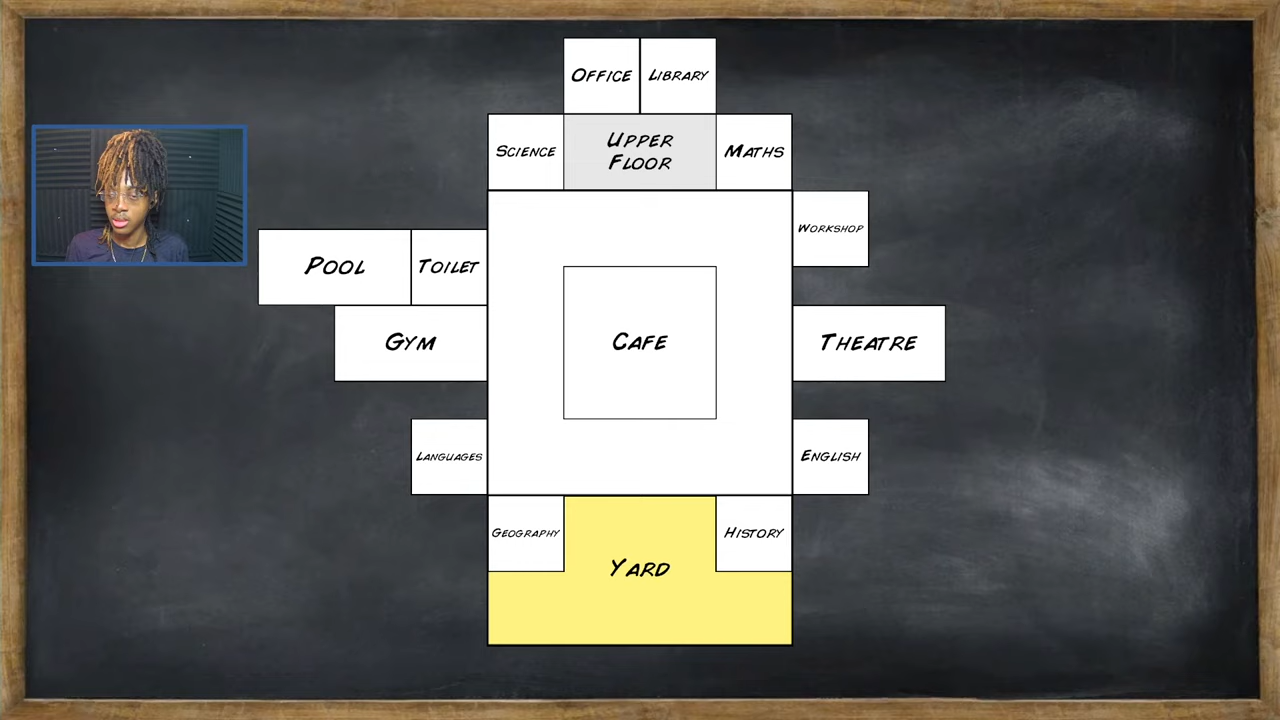 OFFICE
LIBRARY
SCIENCE
UPPER
FLOOR
MATHS
WORKSHOP
POOL
TOILET
GYM
CAFE
THEATRE
LANGUAGES
ENGLISH
GEOGRAPHY
HISTORY
YARD